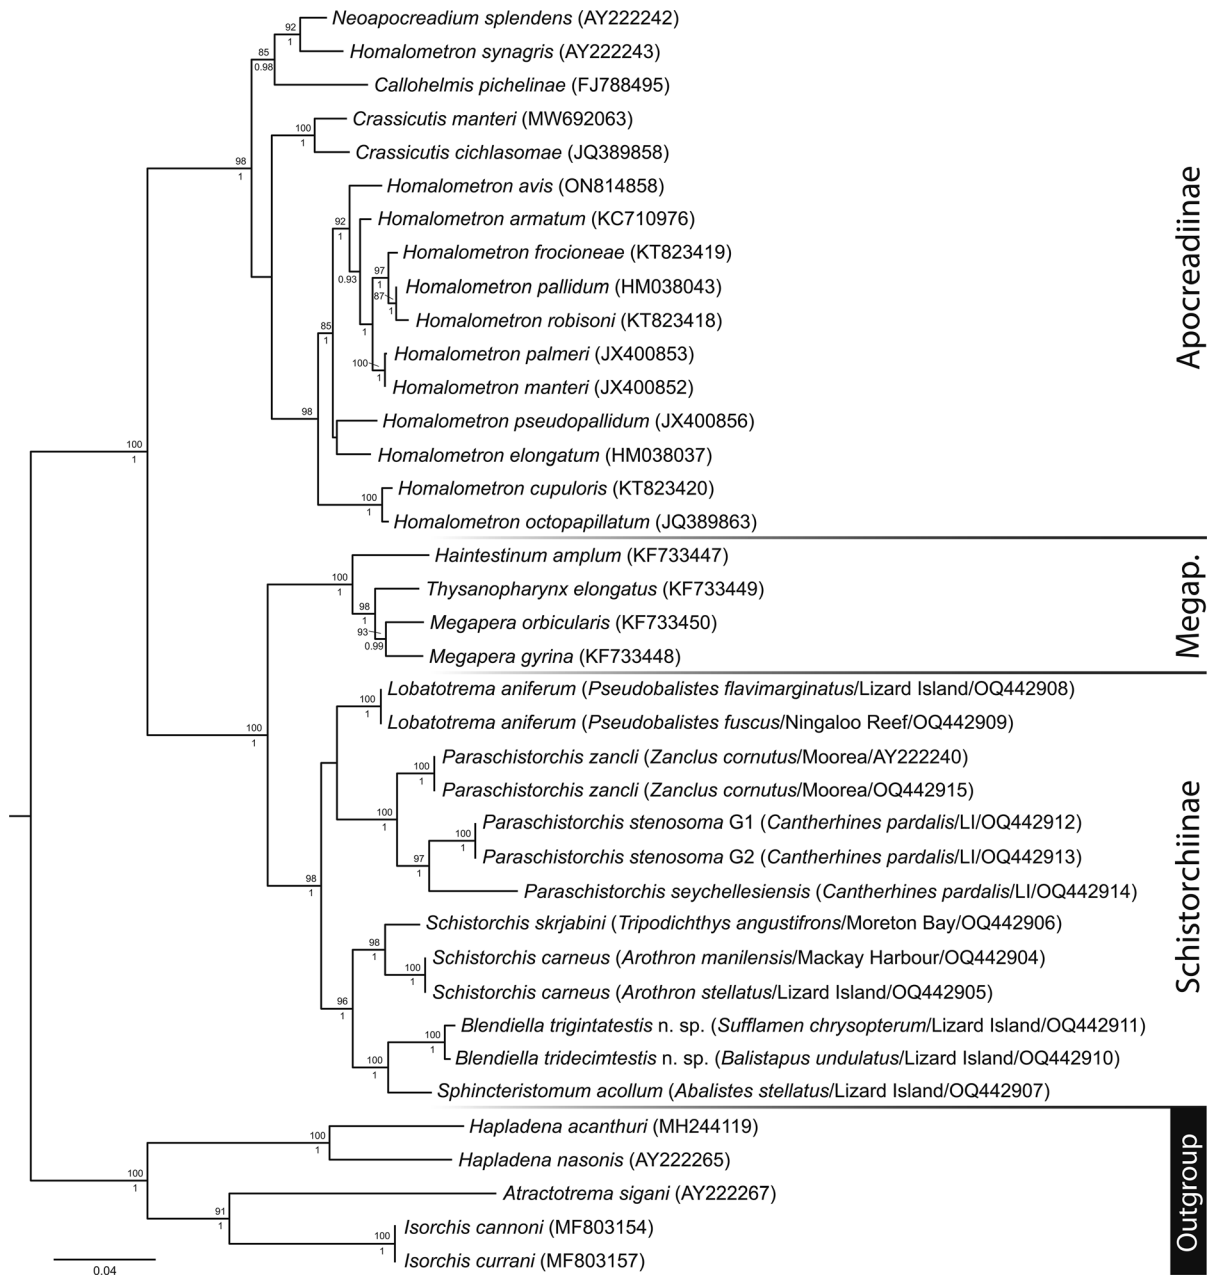 Neoapocreadium splendens (AY222242)
92
1
Homalometron synagris (AY222243)
85
0.98
Callohelmis pichelinae (FJ788495)
Crassicutis manteri (MW692063)
100
1
Crassicutis cichlasomae (JQ389858)
98
1
Homalometron avis (ON814858)
Homalometron armatum (KC710976)
92
1
Homalometron frocioneae (KT823419)
97
1
0.93
Homalometron pallidum (HM038043)
87
1
Homalometron robisoni (KT823418)
1
85
1
Homalometron palmeri (JX400853)
100
1
Homalometron manteri (JX400852)
98
Homalometron pseudopallidum (JX400856)
Homalometron elongatum (HM038037)
100
1
Homalometron cupuloris (KT823420)
100
1
Homalometron octopapillatum (JQ389863)
Apocreadiinae
Haintestinum amplum (KF733447)
100
1
Thysanopharynx elongatus (KF733449)
98
1
Megapera orbicularis (KF733450)
93
0.99
Megapera gyrina (KF733448)
Megap.
Lobatotrema aniferum (Pseudobalistes flavimarginatus/Lizard Island/OQ442908)
100
1
Lobatotrema aniferum (Pseudobalistes fuscus/Ningaloo Reef/OQ442909)
100
1
Paraschistorchis zancli (Zanclus cornutus/Moorea/AY222240)
100
1
Paraschistorchis zancli (Zanclus cornutus/Moorea/OQ442915)
100
1
Paraschistorchis stenosoma G1 (Cantherhines pardalis/LI/OQ442912)
100
1
Paraschistorchis stenosoma G2 (Cantherhines pardalis/LI/OQ442913)
97
1
Paraschistorchis seychellesiensis (Cantherhines pardalis/LI/OQ442914)
98
1
Schistorchis skrjabini (Tripodichthys angustifrons/Moreton Bay/OQ442906)
98
1
Schistorchis carneus (Arothron manilensis/Mackay Harbour/OQ442904)
100
1
Schistorchis carneus (Arothron stellatus/Lizard Island/OQ442905)
96
1
Blendiella trigintatestis n. sp. (Sufflamen chrysopterum/Lizard Island/OQ442911)
100
1
Blendiella tridecimtestis n. sp. (Balistapus undulatus/Lizard Island/OQ442910)
100
1
Sphincteristomum acollum (Abalistes stellatus/Lizard Island/OQ442907)
Schistorchiinae
Hapladena acanthuri (MH244119)
100
1
Hapladena nasonis (AY222265)
100
1
Atractotrema sigani (AY222267)
91
1
Isorchis cannoni (MF803154)
100
1
Isorchis currani (MF803157)
Outgroup
0.04